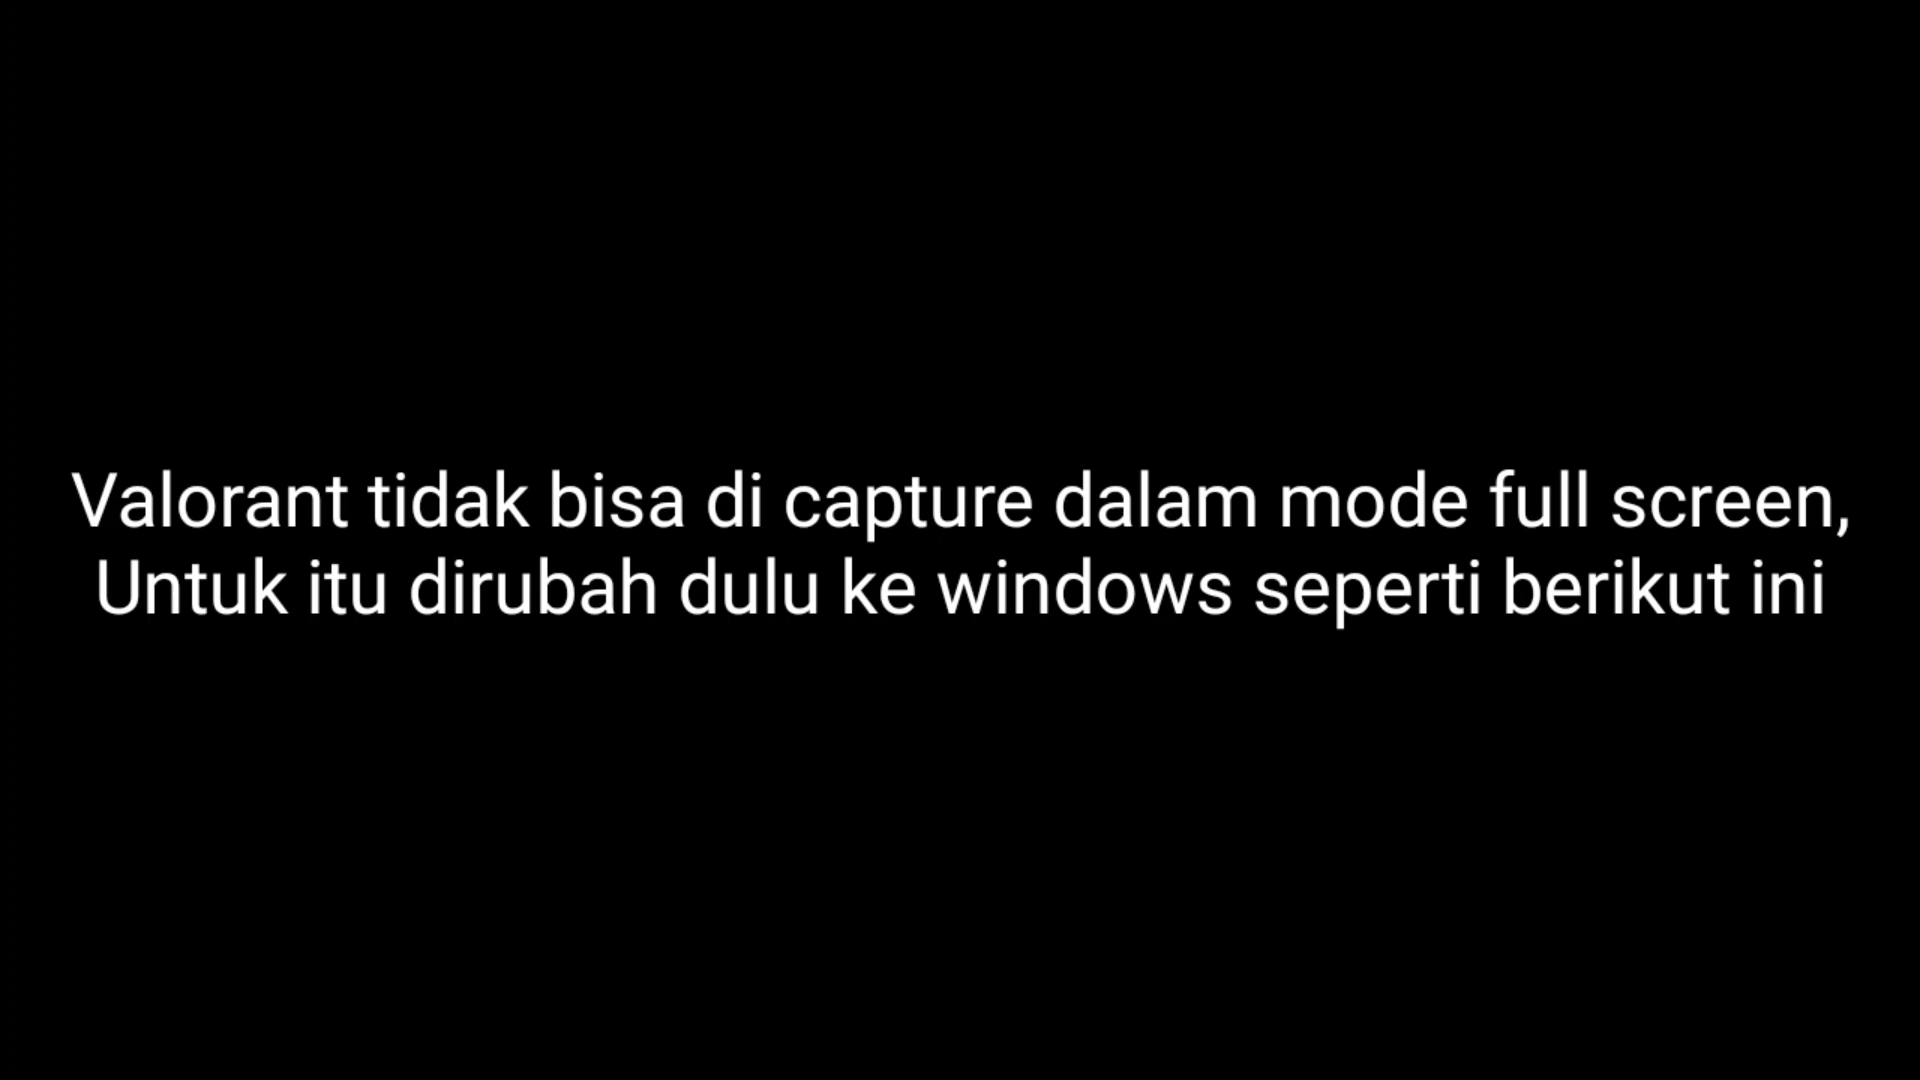 Valorant tidak bisa di capture dalam mode full screen,
Untuk itu dirubah dulu ke windows seperti berikut ini